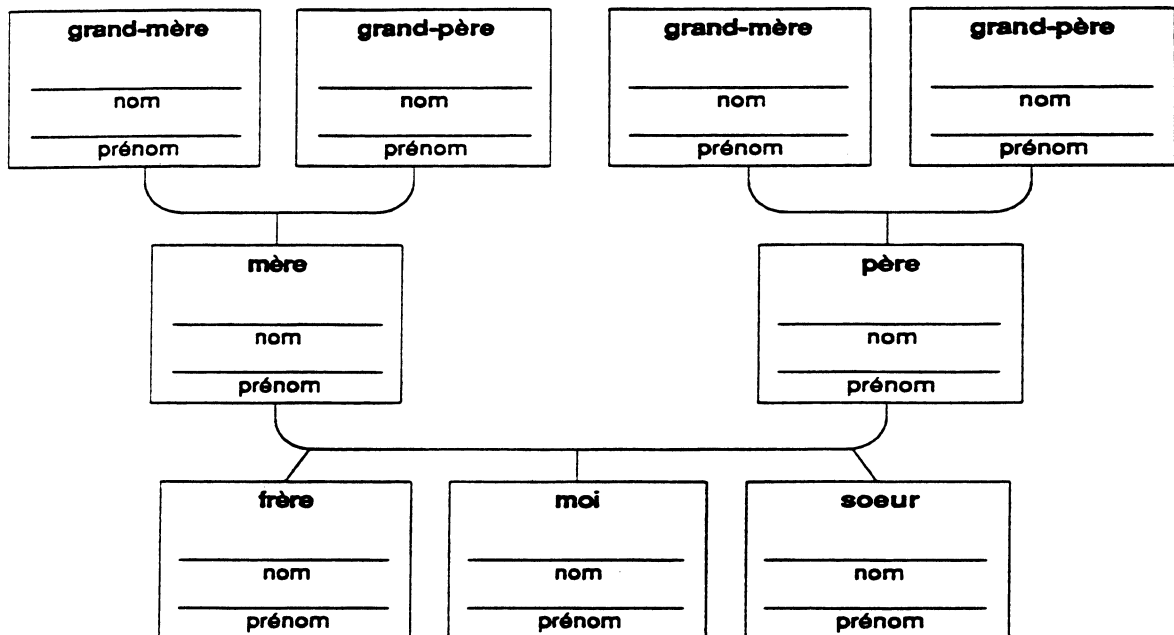 grand-mère grand-père grand-mère grand-père
nom nom nom nom
prénom prénom prénom prénom
mère père
nom nom
prénom prénom
frère moi soeur
nom nom nom
prénom prénom prénom